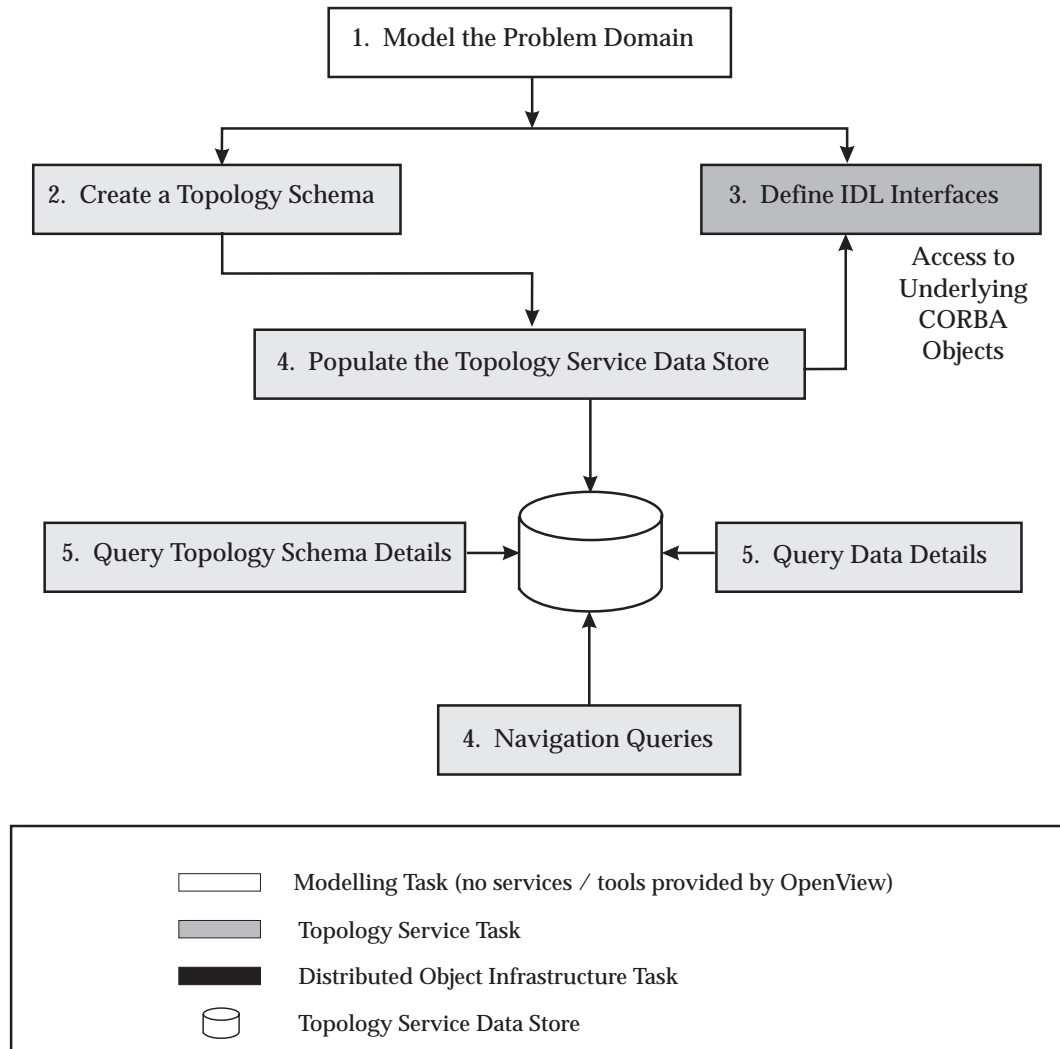 1. Model the Problem Domain
2. Create a Topology Schema
3. Define IDL Interfaces
Access to
Underlying
CORBA
Objects
4. Populate the Topology Service Data Store
5. Query Topology Schema Details
5. Query Data Details
4. Navigation Queries
Modelling Task (no services / tools provided by OpenView)
Topology Service Task
Distributed Object Infrastructure Task
Topology Service Data Store